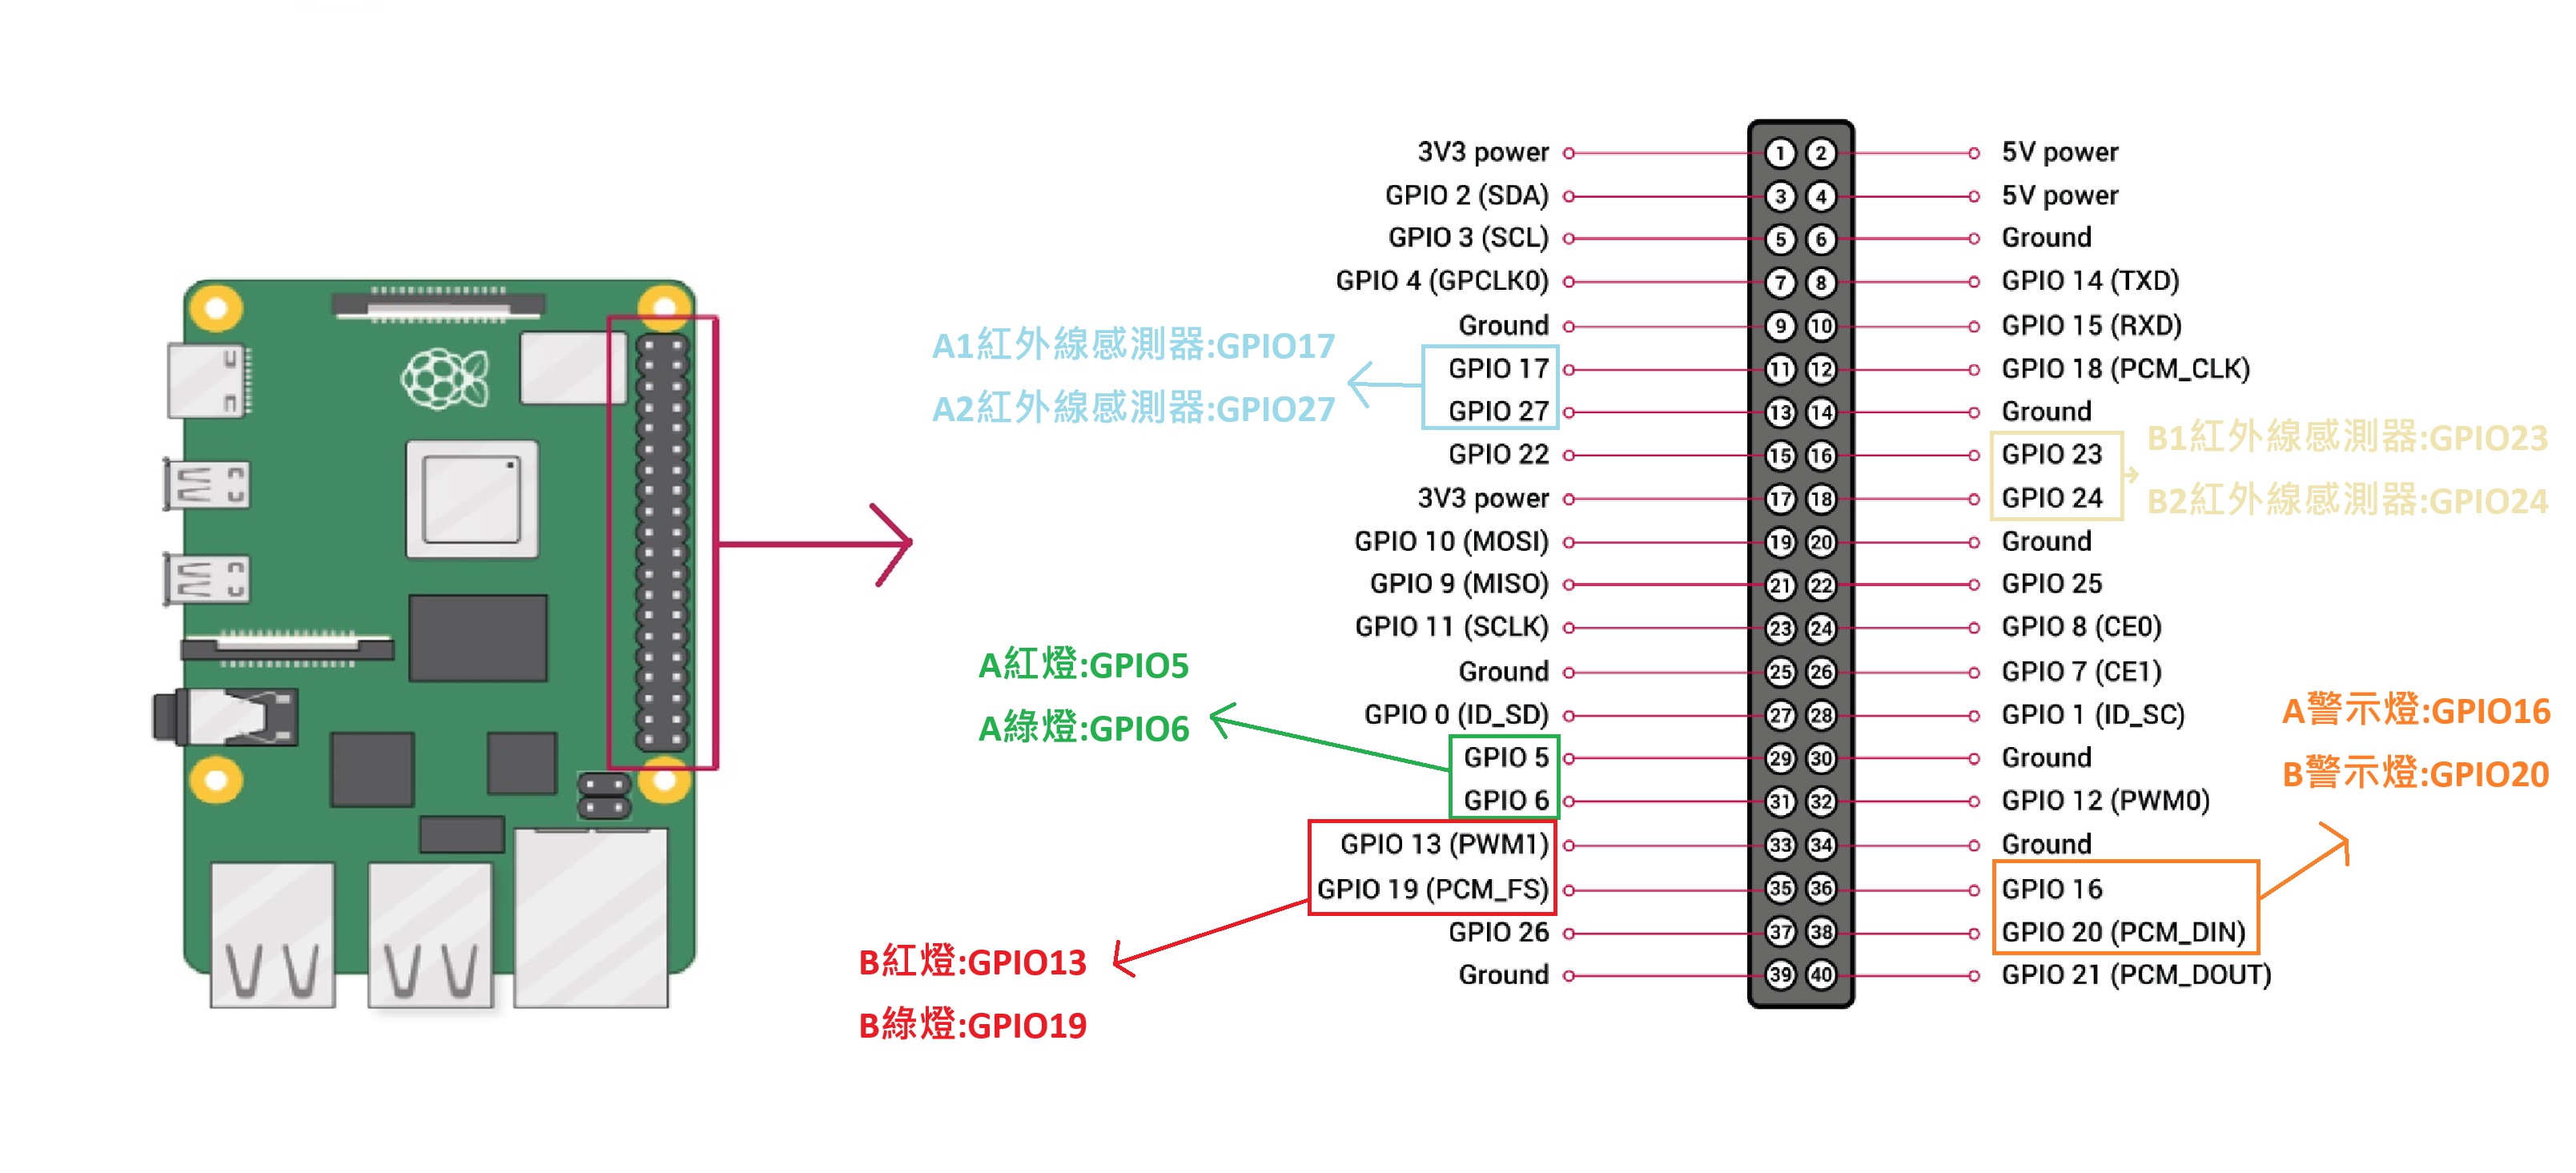 3V3 power 1 2 5V power
GPIO 2 (SDA) 3 4 5V power
GPIO 3 (SCL) 5 6 Ground
GPIO 4 (GPCLK0) 7 8 GPIO 14 (TXD)
Ground 9 10 GPIO 15 (RXD)
A1紅外線感測器:GPIO17
GPIO 17 11 12 GPIO 18 (PCM_CLK)
A2紅外線感測器:GPIO27
GPIO 27 13 14 Ground
B1紅外線感測器:GPIO23
GPIO 22 15 16 GPIO 23
B2紅外線感測器:GPIO24
3V3 power 17 18 GPIO 24
GPIO 10 (MOSI) 19 20 Ground
GPIO 9 (MISO) 21 22 GPIO 25
GPIO 11 (SCLK) 23 24 GPIO 8 (CE0)
A紅燈:GPIO5
Ground 25 26 GPIO 7 (CE1)
A綠燈:GPIO6
GPIO 0 (ID_SD) 27 28 GPIO 1 (ID_SC)
A警示燈:GPIO16
GPIO 5 29 30 Ground
B警示燈:GPIO20
GPIO 6 31 32 GPIO 12 (PWM0)
GPIO 13 (PWM1) 33 34 Ground
GPIO 19 (PCM_FS) 35 36 GPIO 16
GPIO 26 37 38 GPIO 20 (PCM_DIN)
B紅燈:GPIO13
Ground 39 40 GPIO 21 (PCM_DOUT)
B綠燈:GPIO19